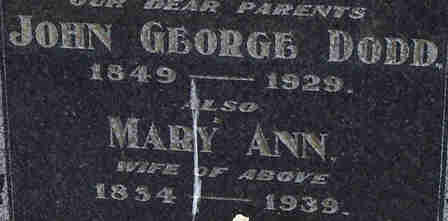 OUR DEAR PARENTS
JOHN GEORGE DODD.
1849 — 1929.
ALSO
MARY ANN.
WIFE OF ABOVE
1854 — 1939.